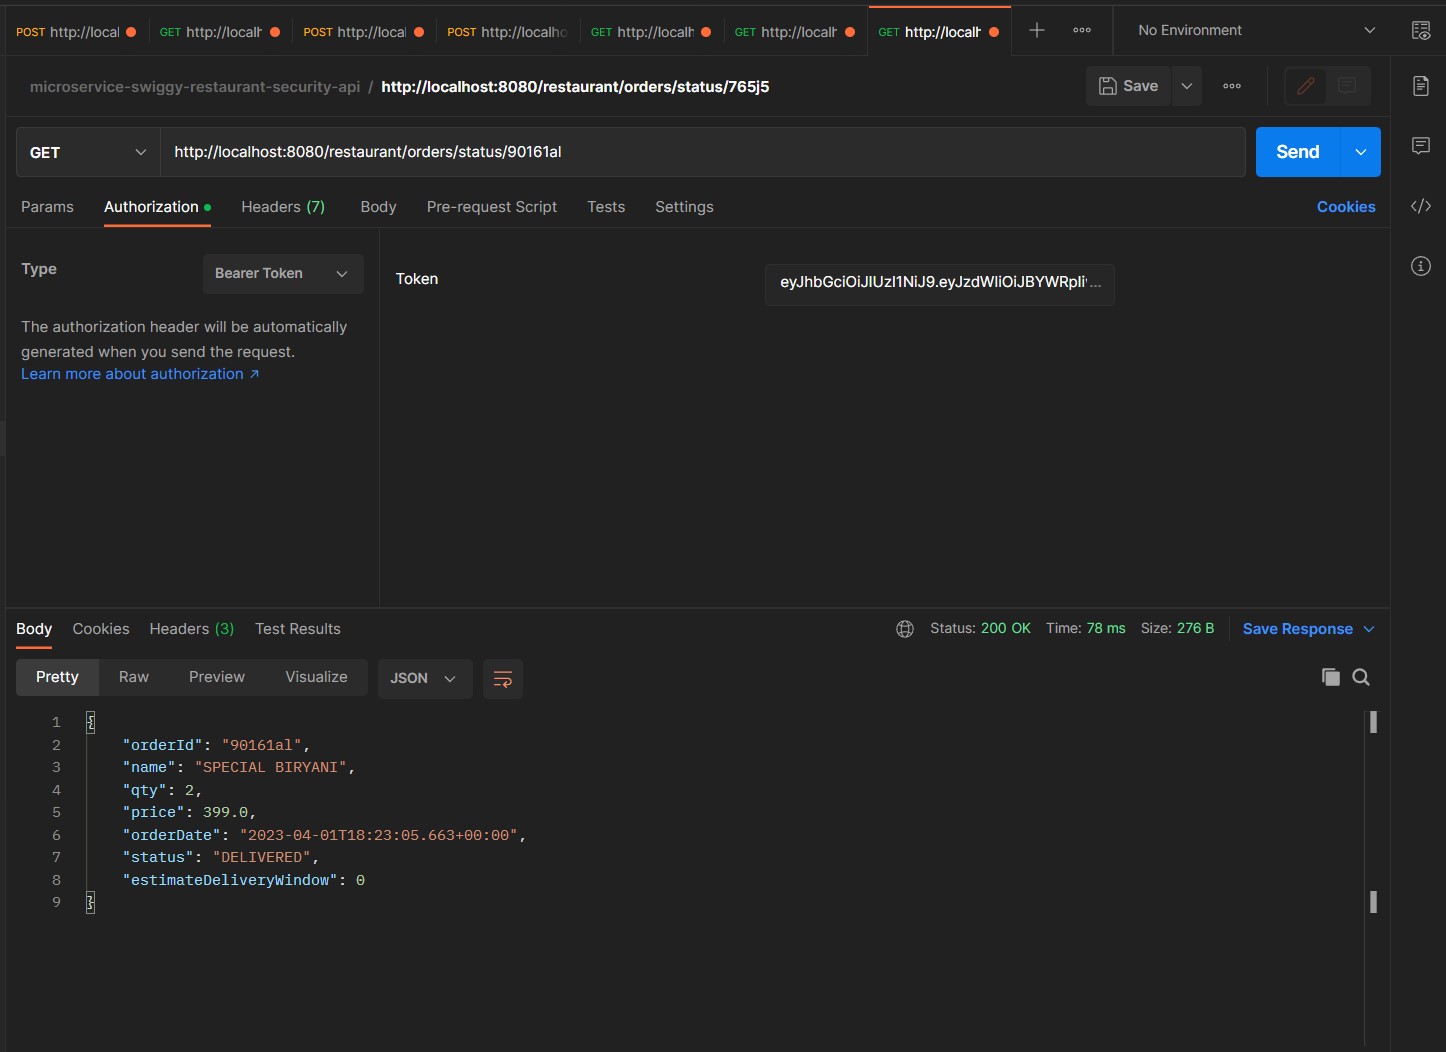 POST http://local GET http://localh POST http://local POST http://localho GET http://localh GET http://localh GET http://localh No Environment
microservice-swiggy-restaurant-security-api / http://localhost:8080/restaurant/orders/status/765j5 Save
GET http://localhost:8080/restaurant/orders/status/90161al Send
Params Authorization Headers (7) Body Pre-request Script Tests Settings Cookies
Type Bearer Token
Token eyJhbGciOiJIUzI1NiJ9.eyJzdWIiOiJBYWRpli ...
The authorization header will be automatically
generated when you send the request.
Learn more about authorization ↗
Body Cookies Headers (3) Test Results Status: 200 OK Time: 78 ms Size: 276 B Save Response
Pretty Raw Preview Visualize JSON
1 {
2 "orderId": "90161al",
3 "name": "SPECIAL BIRYANI",
4 "qty": 2,
5 "price": 399.0,
6 "orderDate": "2023-04-01T18:23:05.663+00:00",
7 "status": "DELIVERED",
8 "estimateDeliveryWindow": 0
9 }